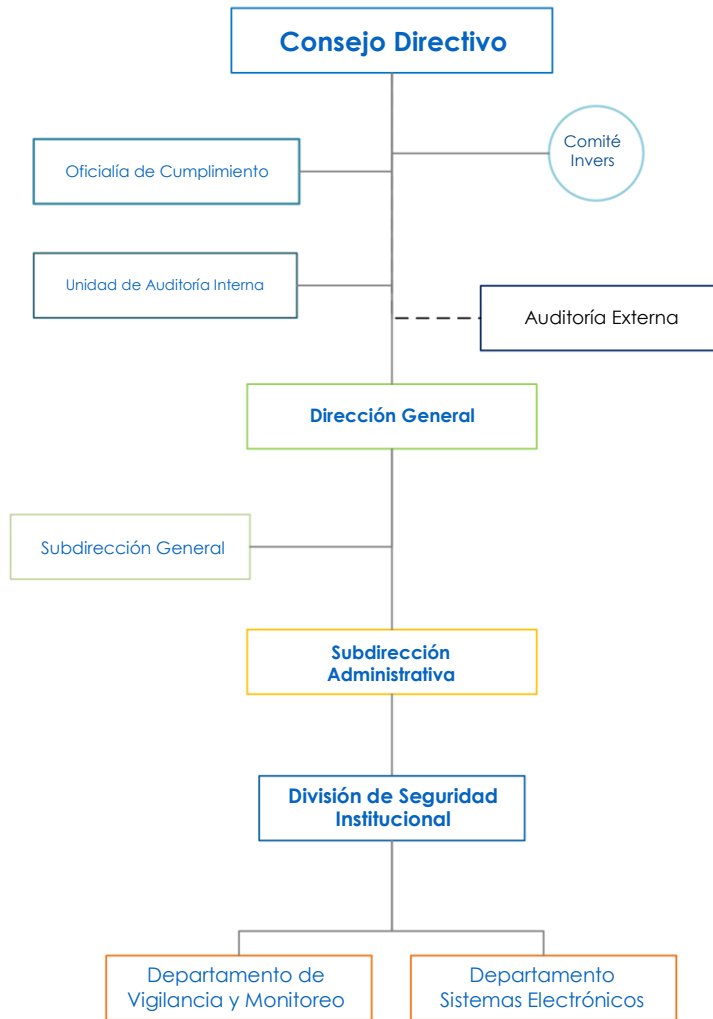 Consejo Directivo
Comité
Invers
Oficialía de Cumplimiento
Unidad de Auditoría Interna
Auditoría Externa
Dirección General
Subdirección General
Subdirección
Administrativa
División de Seguridad
Institucional
Departamento de
Vigilancia y Monitoreo
Departamento
Sistemas Electrónicos